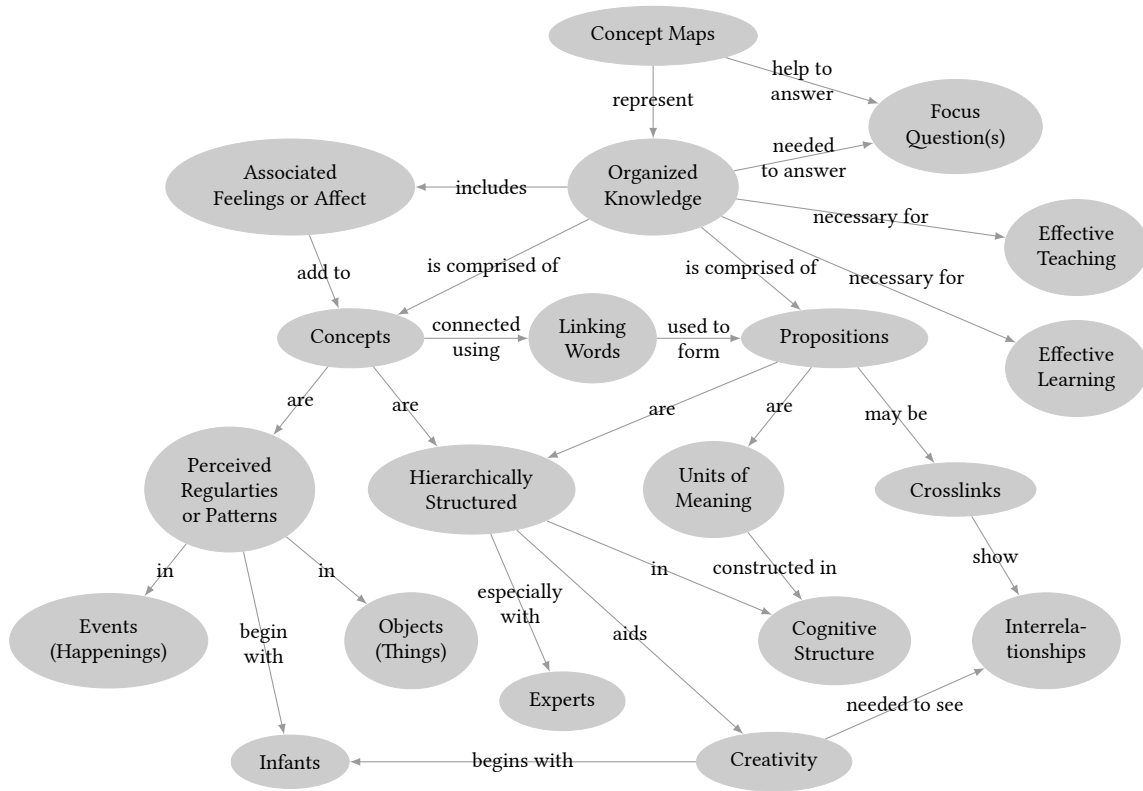 Concept Maps
help to
answer
represent
Focus
Question(s)
needed
to answer
Associated
Feelings or Affect
includes
Organized
Knowledge
necessary for
Effective
Teaching
add to
is comprised of
is comprised of
necessary for
Concepts
connected
using
Linking
Words
used to
form
Propositions
Effective
Learning
are
are
are
are
may be
Perceived
Regularties
or Patterns
Hierarchically
Structured
Units of
Meaning
Crosslinks
in
in
especially
with
in
constructed in
show
Events
(Happenings)
begin
with
Objects
(Things)
aids
Cognitive
Structure
Interrela-
tionships
Experts
needed to see
Infants
begins with
Creativity